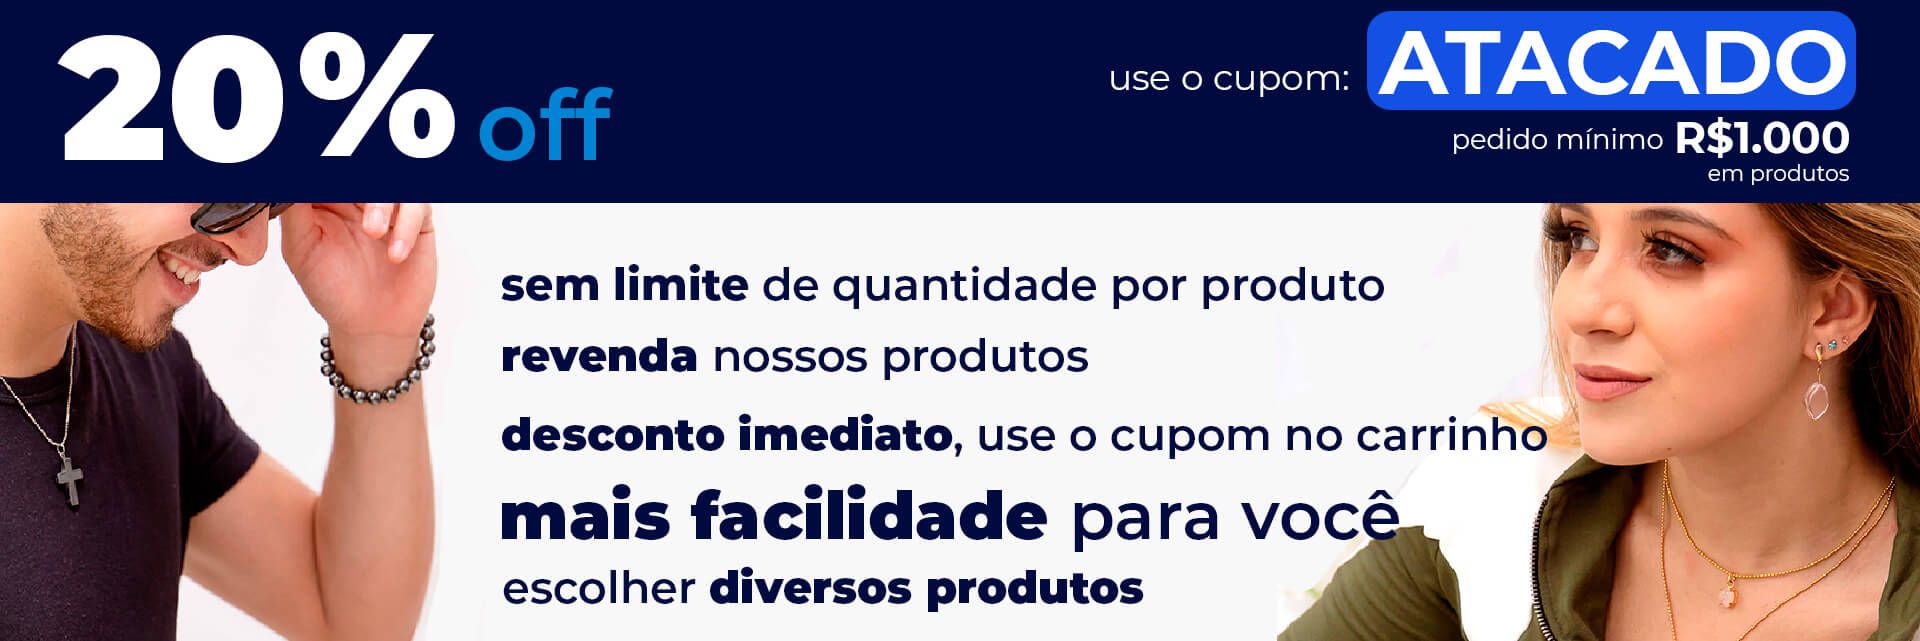 20% off
use o cupom: ATACADO
pedido mínimo R$1.000
em produtos
sem limite de quantidade por produto
revenda nossos produtos
desconto imediato, use o cupom no carrinho
mais facilidade para você
escolher diversos produtos